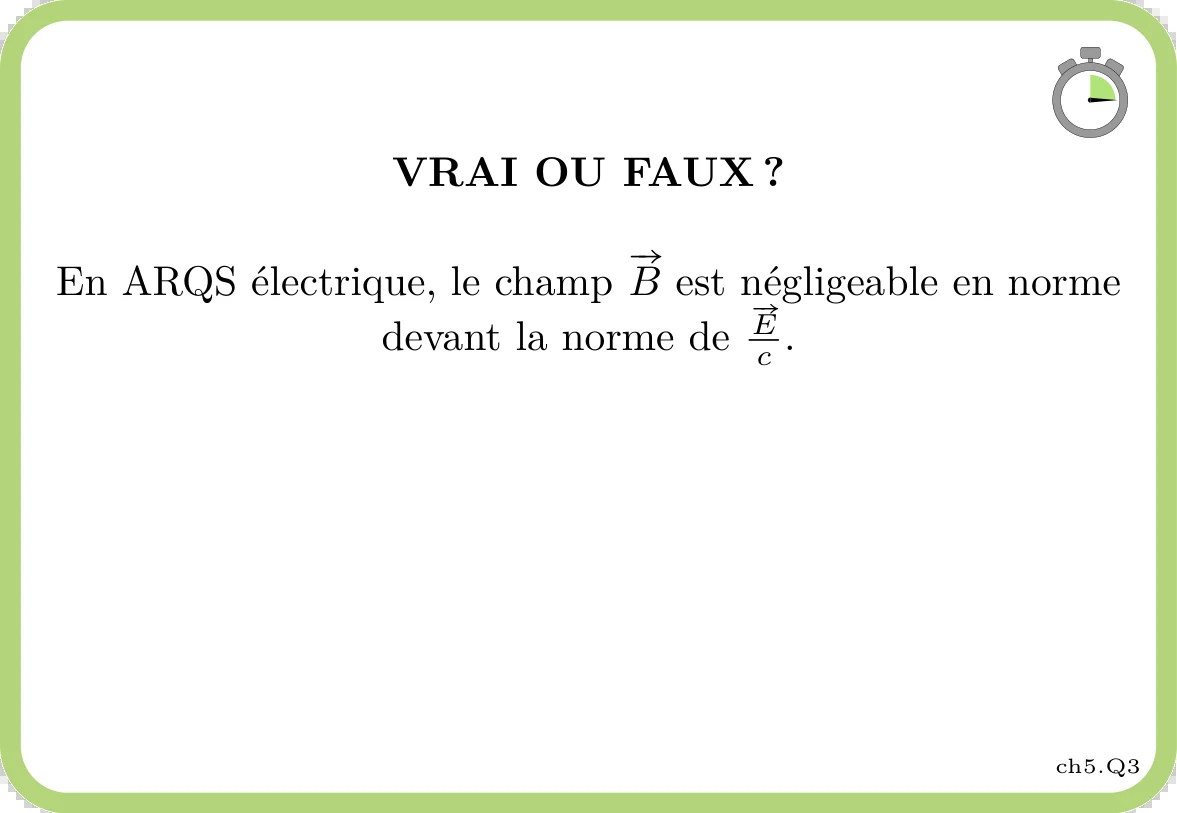 VRAI OU FAUX ?
En ARQS électrique, le champ $\overrightarrow{B}$ est négligeable en norme
devant la norme de $\frac{\overrightarrow{E}}{c}$.
ch5.Q3